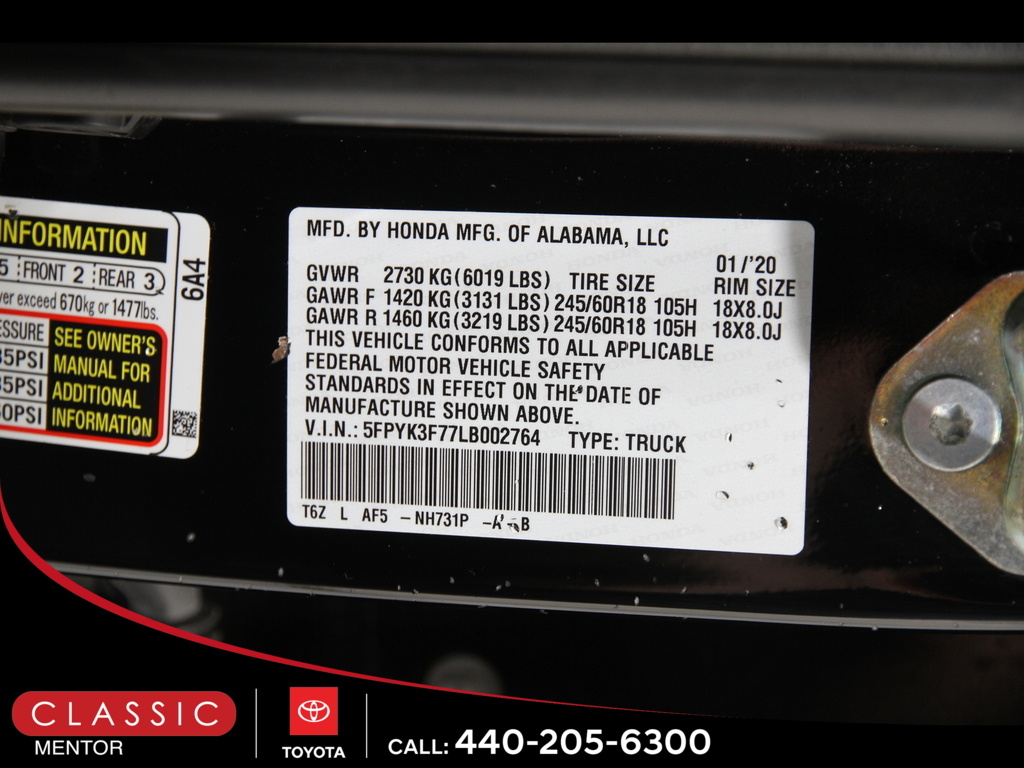 INFORMATION
5 FRONT 2 REAR 3
ver exceed 670kg or 1477lbs.
ESSURE
35PSI
35PSI
60PSI
SEE OWNER'S
MANUAL FOR
ADDITIONAL
INFORMATION
6A4
MFD. BY HONDA MFG. OF ALABAMA, LLC
01/'20
GVWR 2730 KG (6019 LBS) TIRE SIZE RIM SIZE
GAWR F 1420 KG (3131 LBS) 245/60R18 105H 18X8.0J
GAWR R 1460 KG (3219 LBS) 245/60R18 105H 18X8.0J
THIS VEHICLE CONFORMS TO ALL APPLICABLE
FEDERAL MOTOR VEHICLE SAFETY
STANDARDS IN EFFECT ON THE DATE OF
MANUFACTURE SHOWN ABOVE.
V.I.N.: 5FPYK3F77LB002764 TYPE: TRUCK
T6Z L AF5 -NH731P
CLASSIC
MENTOR
TOYOTA
CALL: 440-205-6300